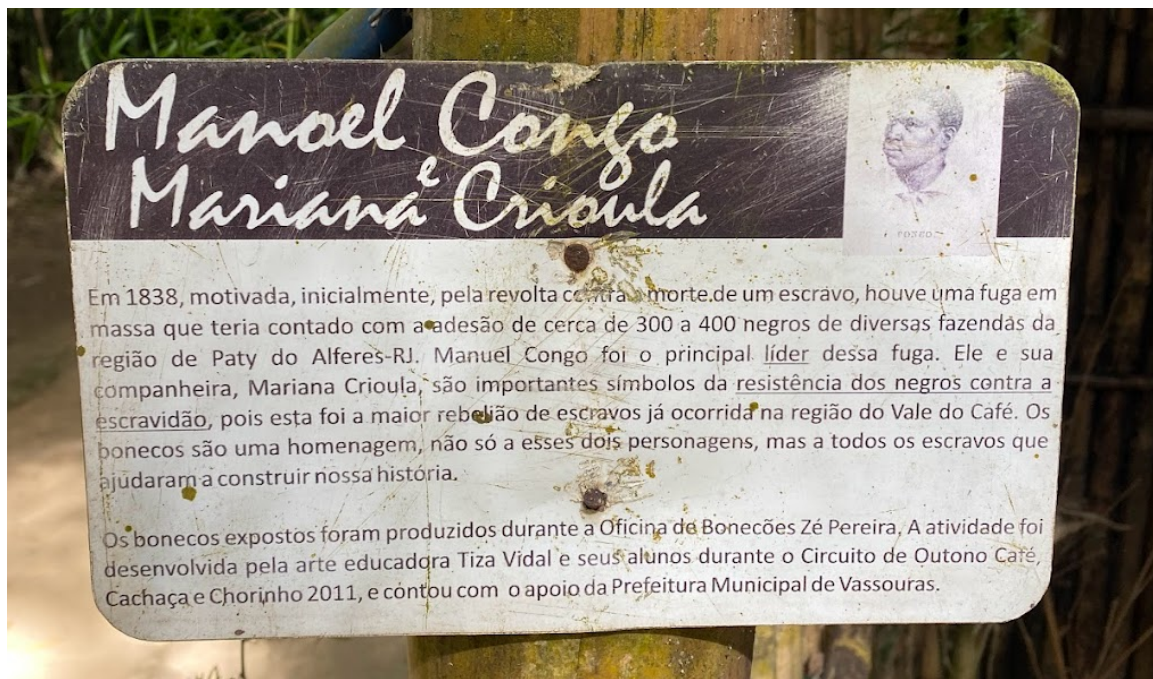 Manoel Congo
e
Mariana Crioula
CONGO
Em 1838, motivada, inicialmente, pela revolta contra a morte.de um escravo, houve uma fuga em
massa que teria contado com a adesão de cerca de 300 a 400 negros de diversas fazendas da
região de Paty do Alferes-RJ. Manuel Congo foi o principal líder dessa fuga. Ele e sua
companheira, Mariana Crioula, são importantes símbolos da resistência dos negros contra a
escravidão, pois esta foi a maior rebelião de escravos já ocorrida na região do Vale do Café. Os
bonecos são uma homenagem, não só a esses dois personagens, mas a todos os escravos que
ajudaram a construir nossa história.
Os bonecos expostos foram produzidos durante a Oficina de Bonecões Zé Pereira. A atividade foi
desenvolvida pela arte educadora Tiza Vidal e seus alunos durante o Circuito de Outono Café,
Cachaça e Chorinho 2011, e contou com o apoio da Prefeitura Municipal de Vassouras.